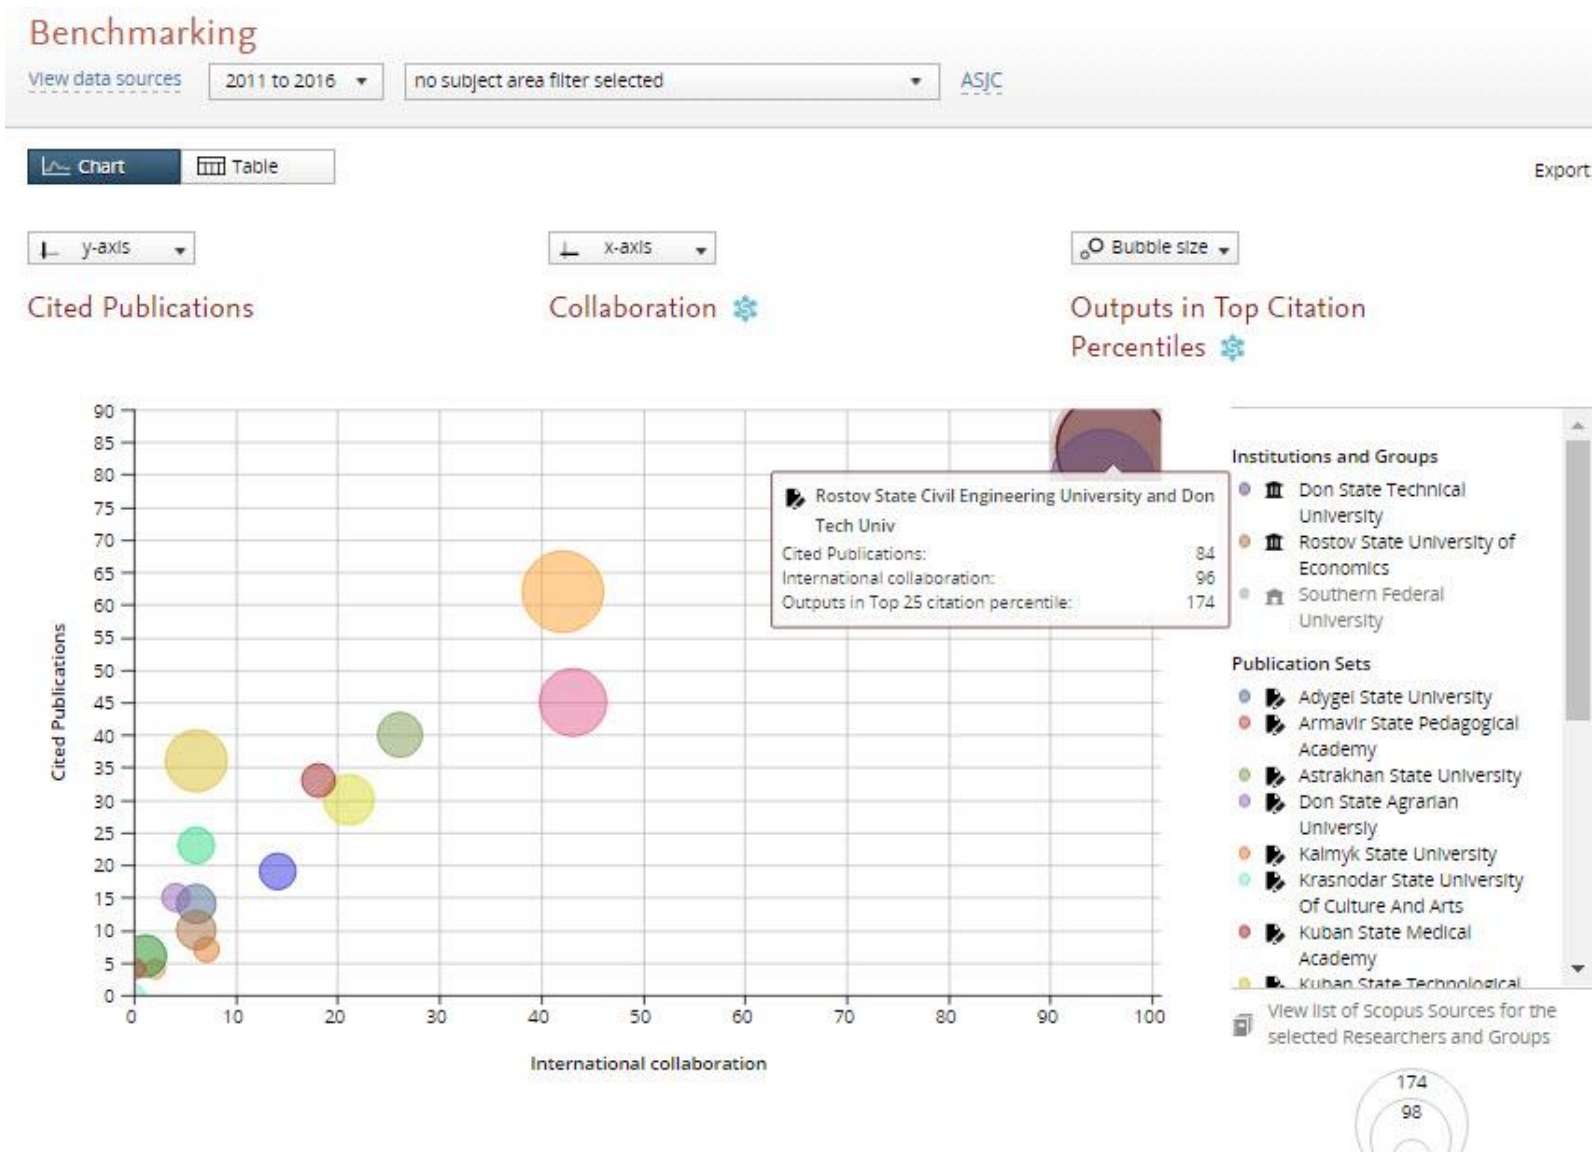 Benchmarking
View data sources
2011 to 2016
no subject area filter selected
ASJC
Chart
Table
Export
y-axis
x-axis
Bubble size
Cited Publications
Collaboration
Outputs in Top Citation
Percentiles
90
85
80
75
70
65
60
55
50
45
40
35
30
25
20
15
10
5
0
Cited Publications
0
10
20
30
40
50
60
70
80
90
100
International collaboration
Rostov State Civil Engineering University and Don
Tech Univ
Cited Publications: 84
International collaboration: 96
Outputs in Top 25 citation percentile: 174
Institutions and Groups
Don State Technical
University
Rostov State University of
Economics
Southern Federal
University
Publication Sets
Adygei State University
Armavir State Pedagogical
Academy
Astrakhan State University
Don State Agrarian
Universiy
Kalmyk State University
Krasnodar State University
Of Culture And Arts
Kuban State Medical
Academy
Kuban State Technological
View list of Scopus Sources for the
selected Researchers and Groups
174
98